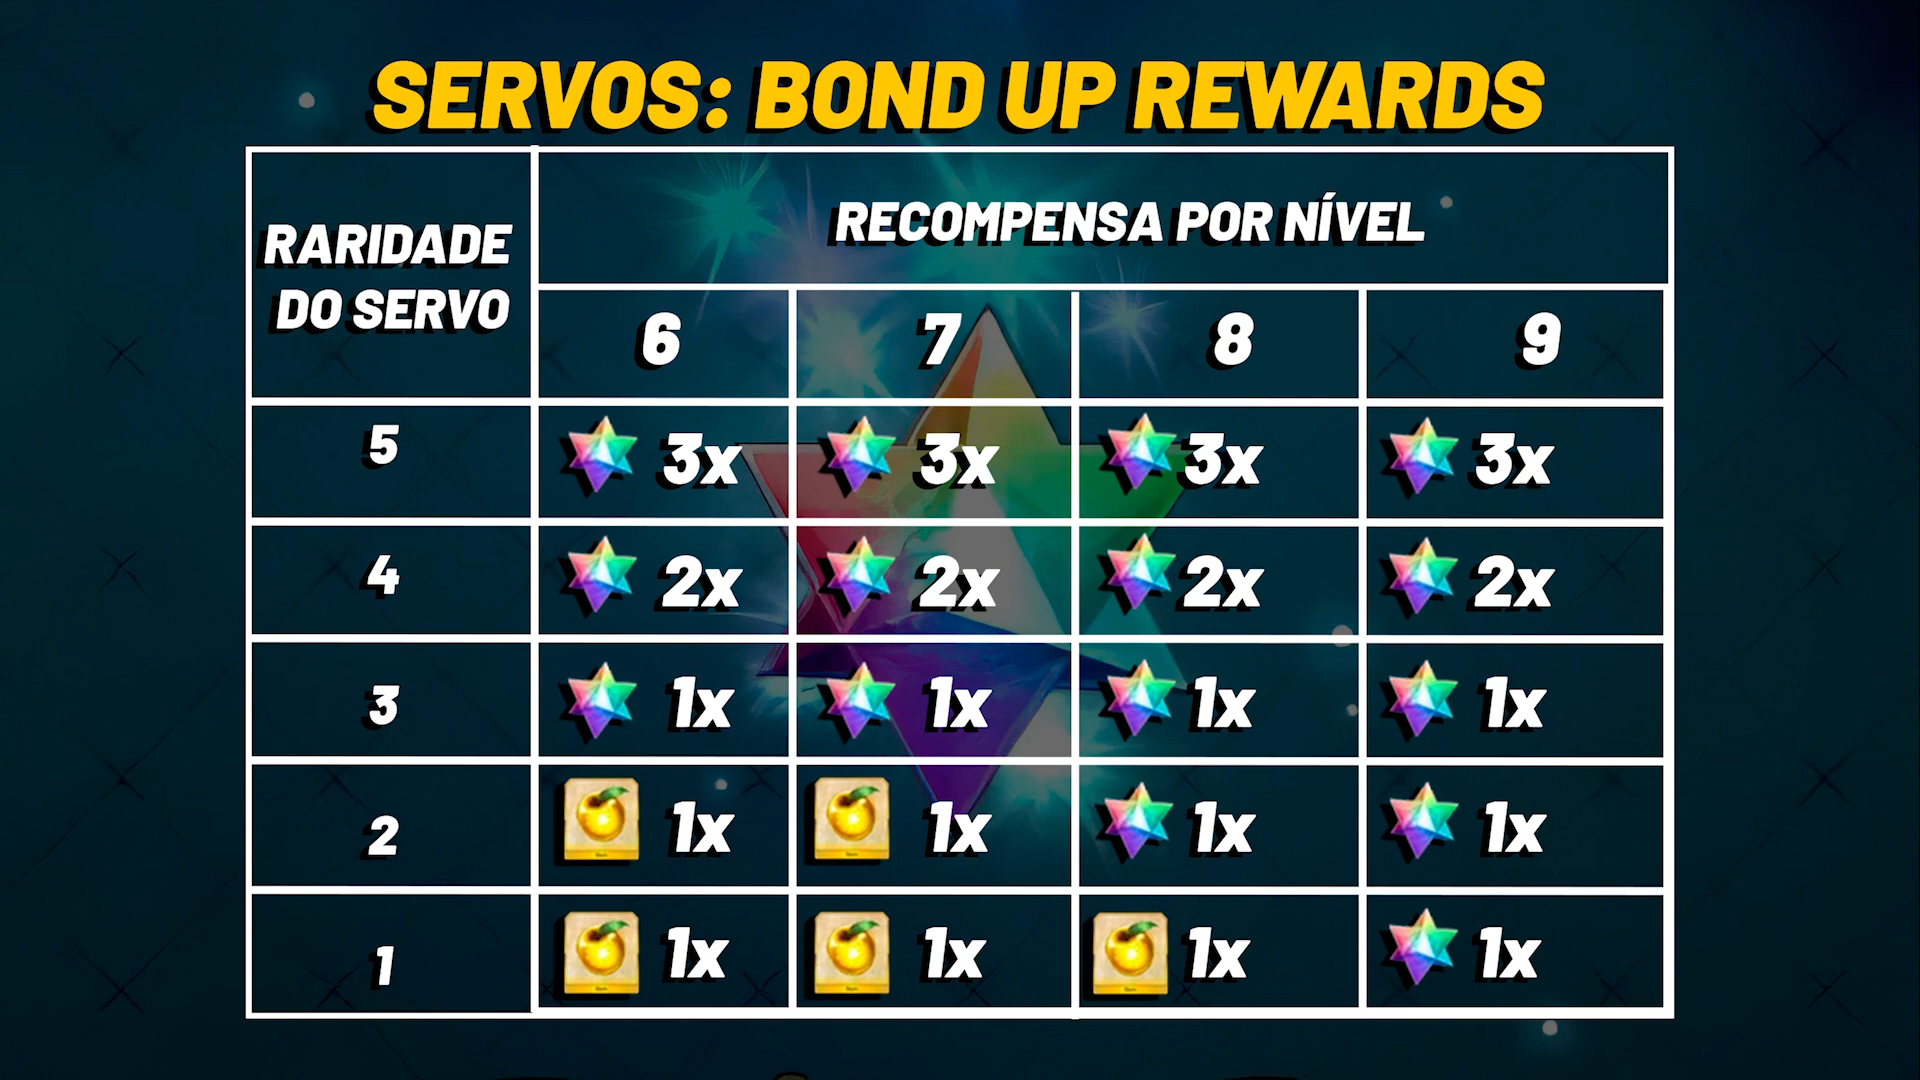 SERVOS: BOND UP REWARDS
RARIDADE
DO SERVO
RECOMPENSA POR NÍVEL
6 7 8 9
5 3x 3x 3x 3x
4 2x 2x 2x 2x
3 1x 1x 1x 1x
2 1x 1x 1x 1x
1 1x 1x 1x 1x